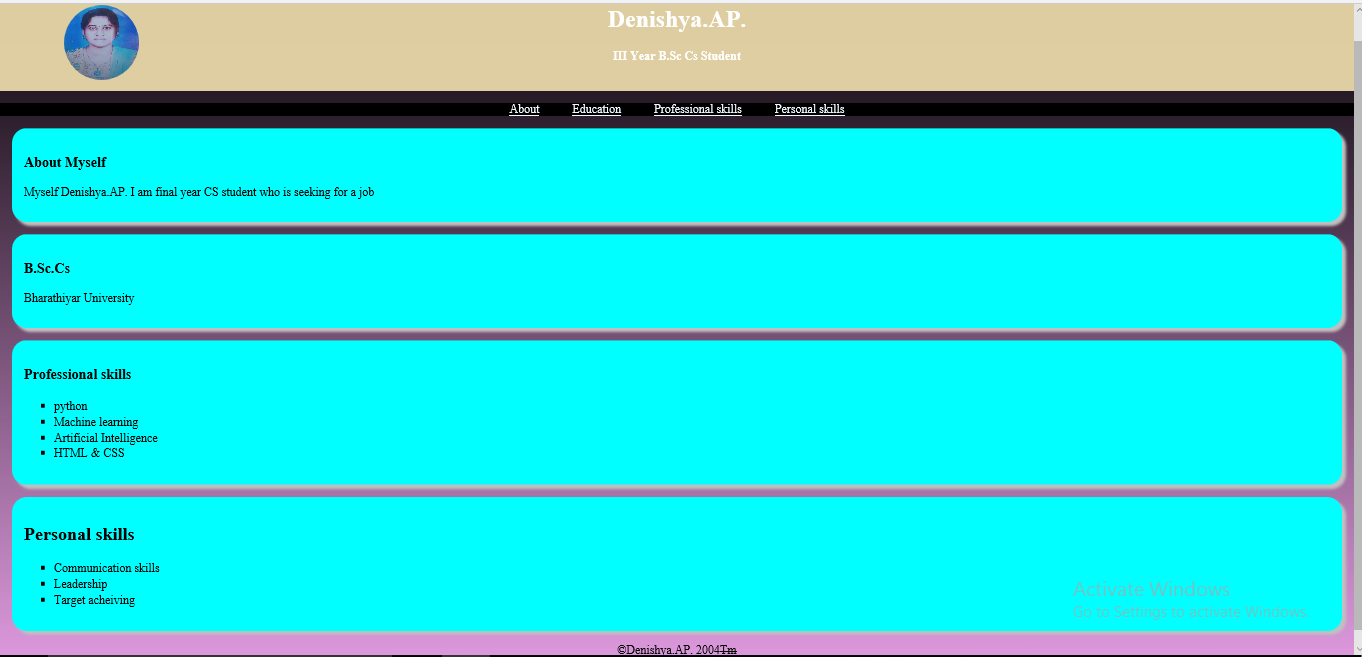 Denishya.AP.
III Year B.Sc Cs Student
About Education Professional skills Personal skills
About Myself
Myself Denishya.AP. I am final year CS student who is seeking for a job
B.Sc.Cs
Bharathiyar University
Professional skills
python
Machine learning
Artificial Intelligence
HTML & CSS
Personal skills
Communication skills
Leadership
Target acheiving
Activate Windows
Go to Settings to activate Windows.
©Denishya.AP. 2004Tm